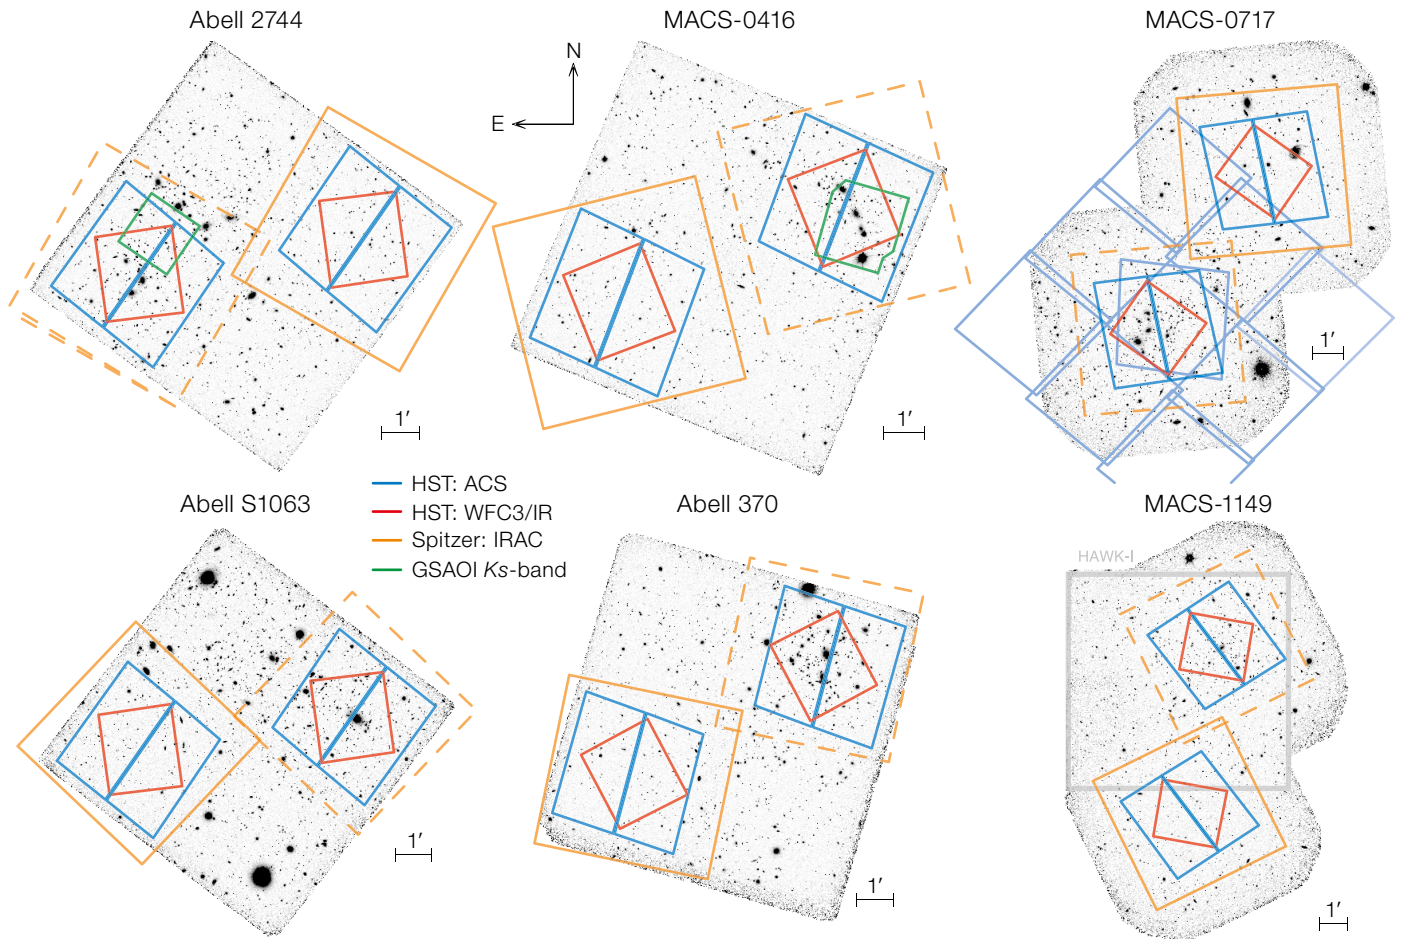 Abell 2744
MACS-0416
MACS-0717
N
E
1′
1′
1′
HST: ACS
HST: WFC3/IR
Spitzer: IRAC
GSAOI Ks-band
Abell S1063
Abell 370
MACS-1149
HAWK-I
1′
1′
1′